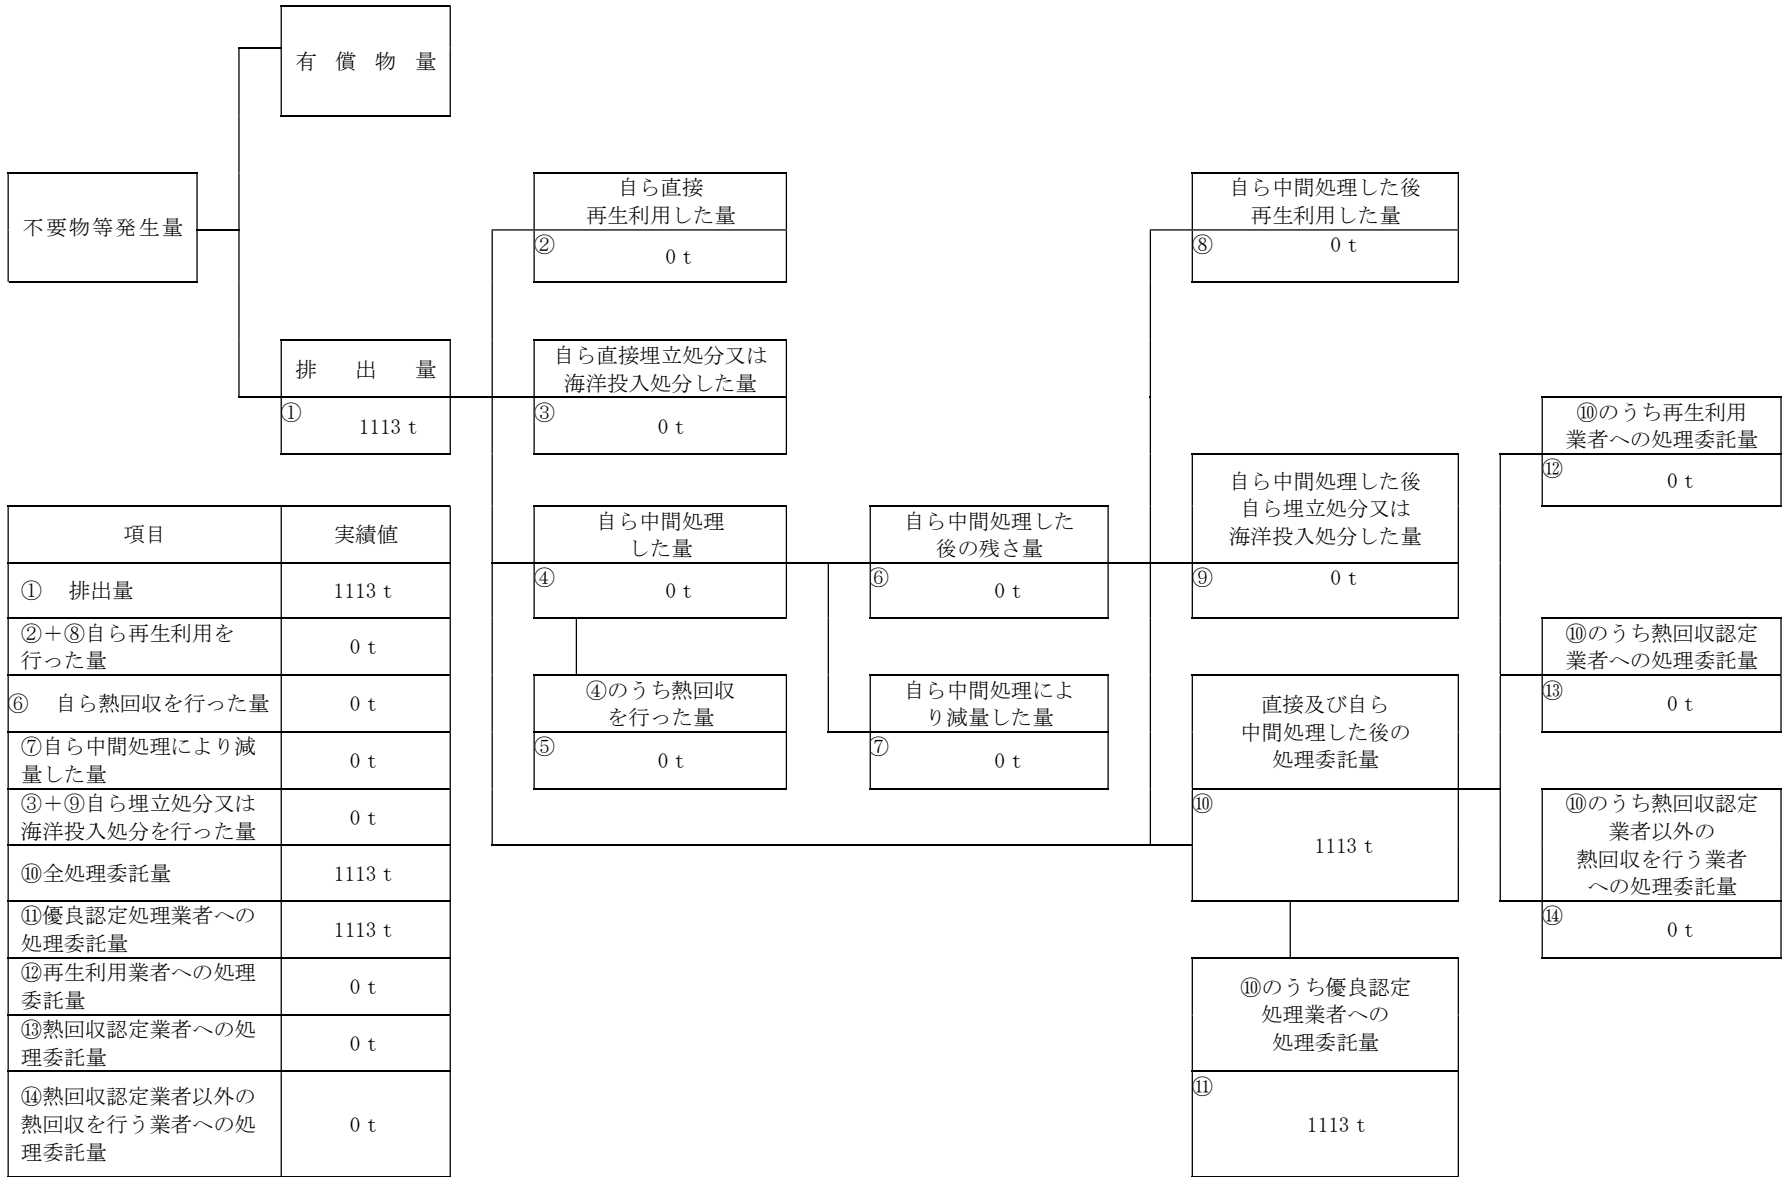 有償物量
不要物等発生量
排出量
① 1113 t
自ら直接
再生利用した量
② 0 t
自ら直接埋立処分又は
海洋投入処分した量
③ 0 t
自ら中間処理
した量
④ 0 t
④のうち熱回収
を行った量
⑤ 0 t
自ら中間処理した
後の残さ量
⑥ 0 t
自ら中間処理によ
り減量した量
⑦ 0 t
自ら中間処理した後
再生利用した量
⑧ 0 t
自ら中間処理した後
自ら埋立処分又は
海洋投入処分した量
⑨ 0 t
直接及び自ら
中間処理した後の
処理委託量
⑩
1113 t
⑩のうち優良認定
処理業者への
処理委託量
⑪
1113 t
⑩のうち再生利用
業者への処理委託量
⑫ 0 t
⑩のうち熱回収認定
業者への処理委託量
⑬ 0 t
⑩のうち熱回収認定
業者以外の
熱回収を行う業者
への処理委託量
⑭ 0 t
項目 実績値
① 排出量 1113 t
②＋⑧自ら再生利用を
行った量 0 t
⑥ 自ら熱回収を行った量 0 t
⑦自ら中間処理により減
量した量 0 t
③＋⑨自ら埋立処分又は
海洋投入処分を行った量 0 t
⑩全処理委託量 1113 t
⑪優良認定処理業者への
処理委託量 1113 t
⑫再生利用業者への処理
委託量 0 t
⑬熱回収認定業者への処
理委託量 0 t
⑭熱回収認定業者以外の
熱回収を行う業者への処
理委託量 0 t